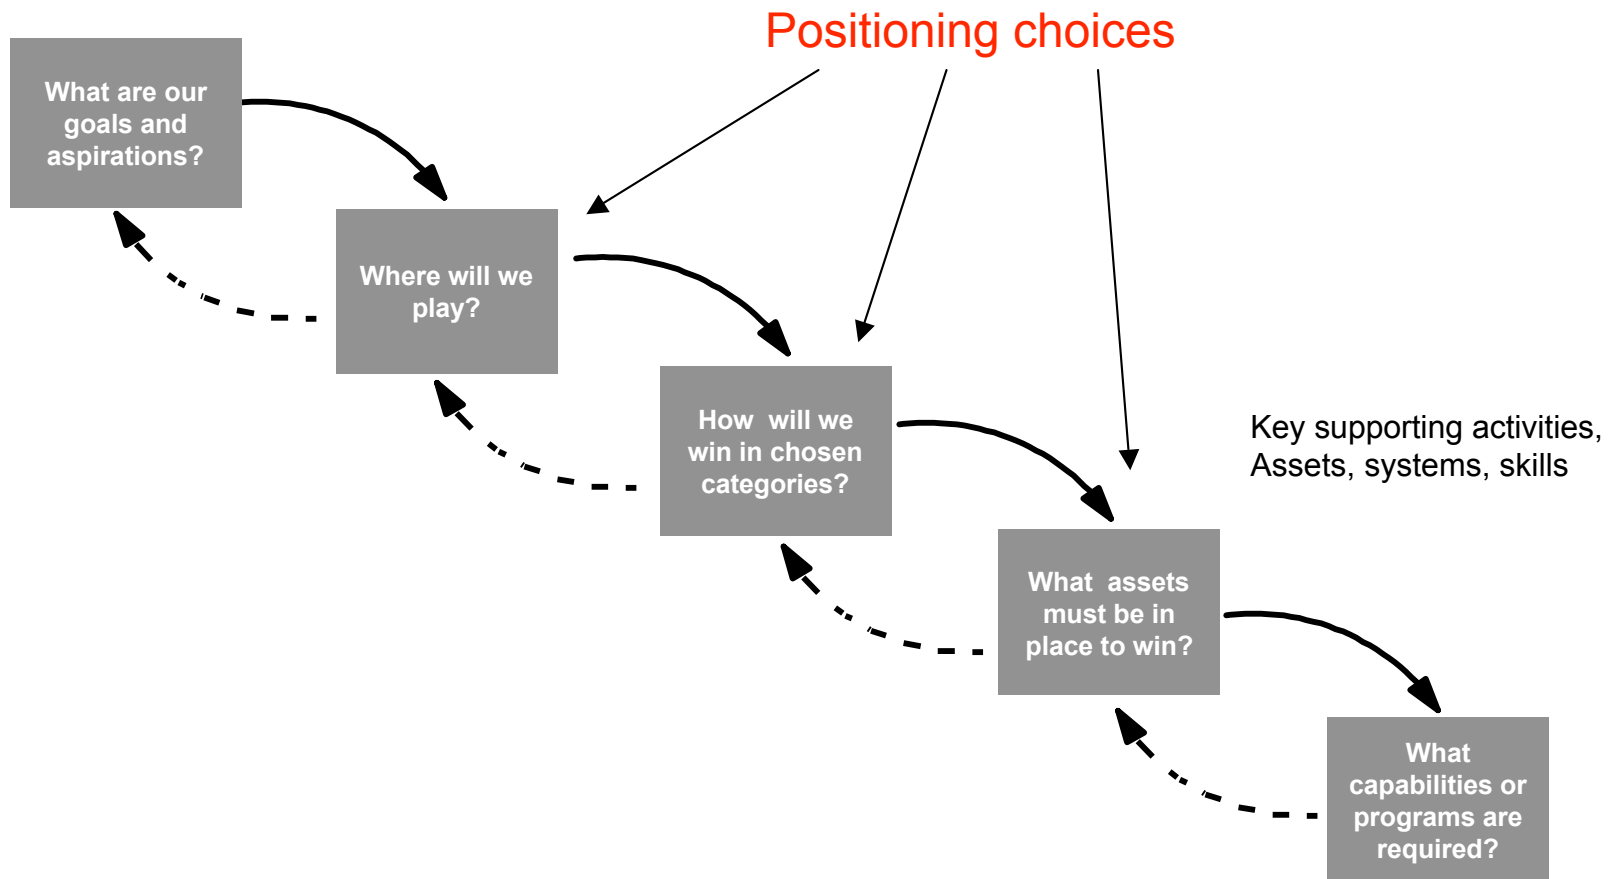 Positioning choices
What are our
goals and
aspirations?
Where will we
play?
How will we
win in chosen
categories?
Key supporting activities,
Assets, systems, skills
What assets
must be in
place to win?
What
capabilities or
programs are
required?